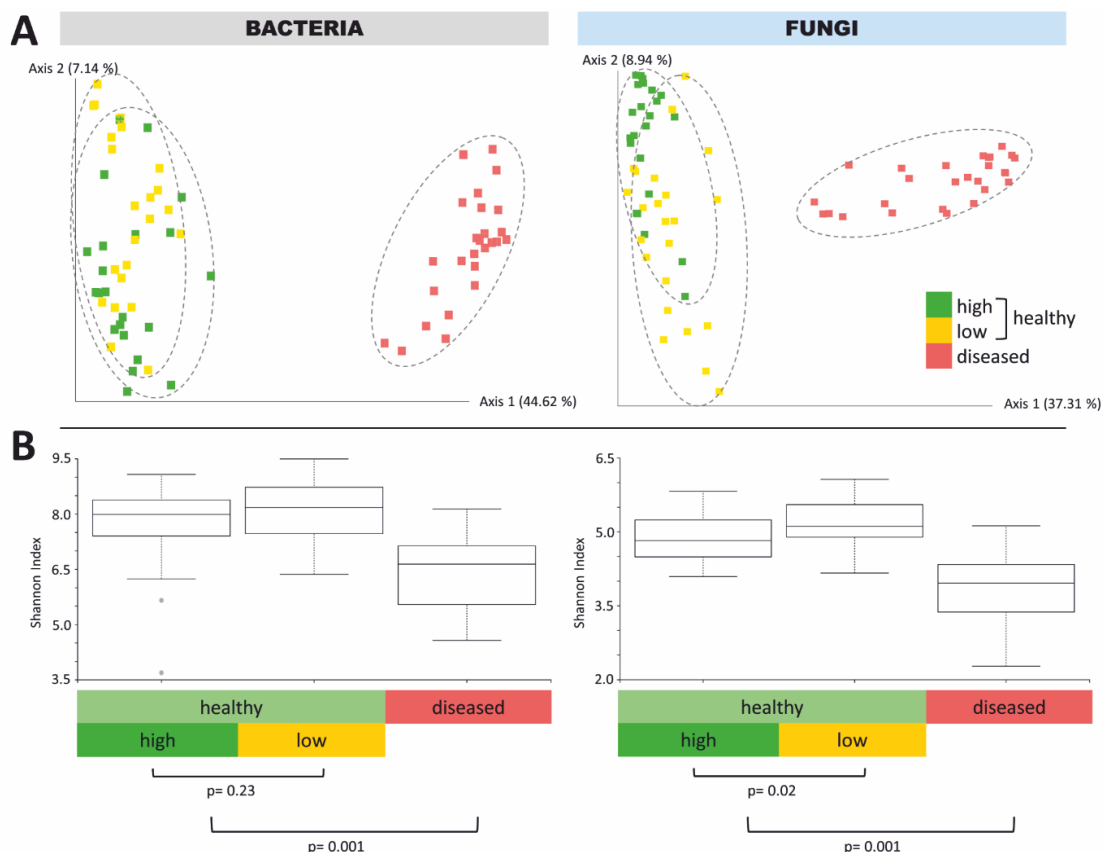 A
BACTERIA
FUNGI
Axis 2 (7.14 %)
Axis 2 (8.94 %)
high
low
healthy
diseased
Axis 1 (44.62 %)
Axis 1 (37.31 %)
B
9.5
8.0
6.5
5.0
3.5
Shannon Index
6.5
5.0
3.5
2.0
Shannon Index
healthy
diseased
high
low
healthy
diseased
high
low
p= 0.23
p= 0.02
p= 0.001
p= 0.001